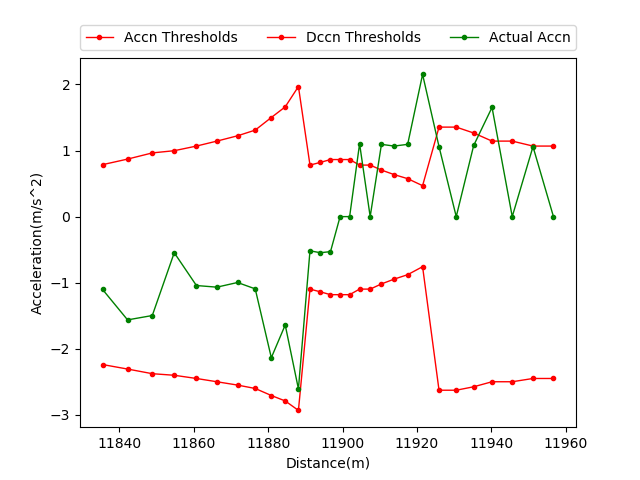 Accn Thresholds Dccn Thresholds Actual Accn
2
1
0
−1
−2
−3
Acceleration(m/s^2)
11840 11860 11880 11900 11920 11940 11960
Distance(m)